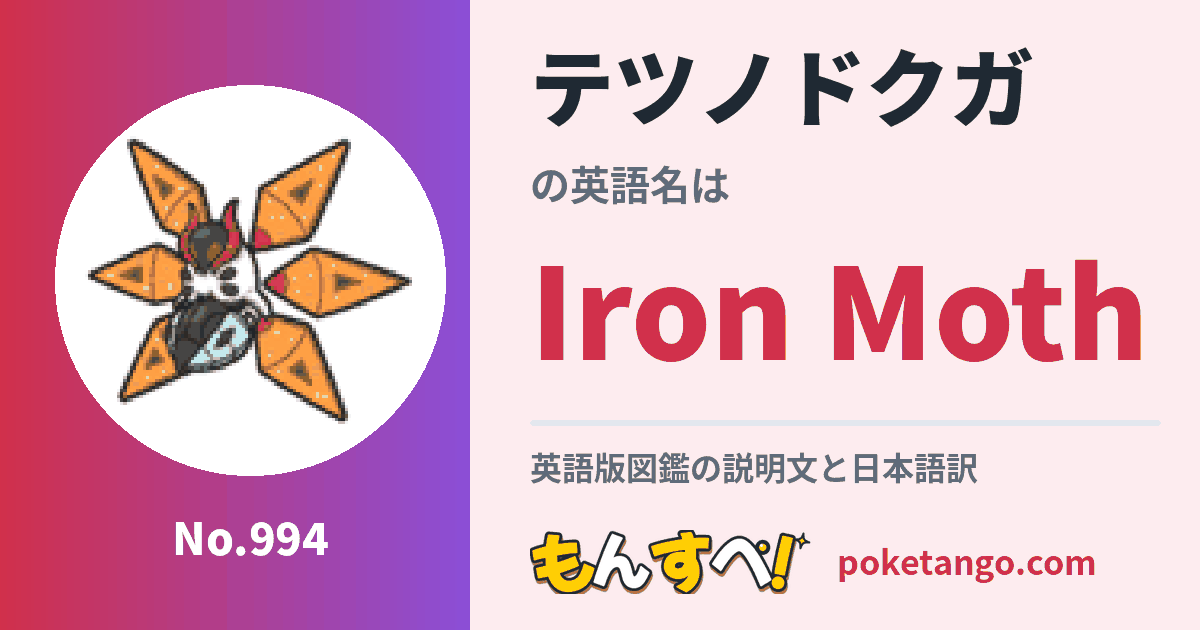 テツノドクガ
の英語名は
Iron Moth
英語版図鑑の説明文と日本語訳
もんすぺ!
poketango.com
No.994